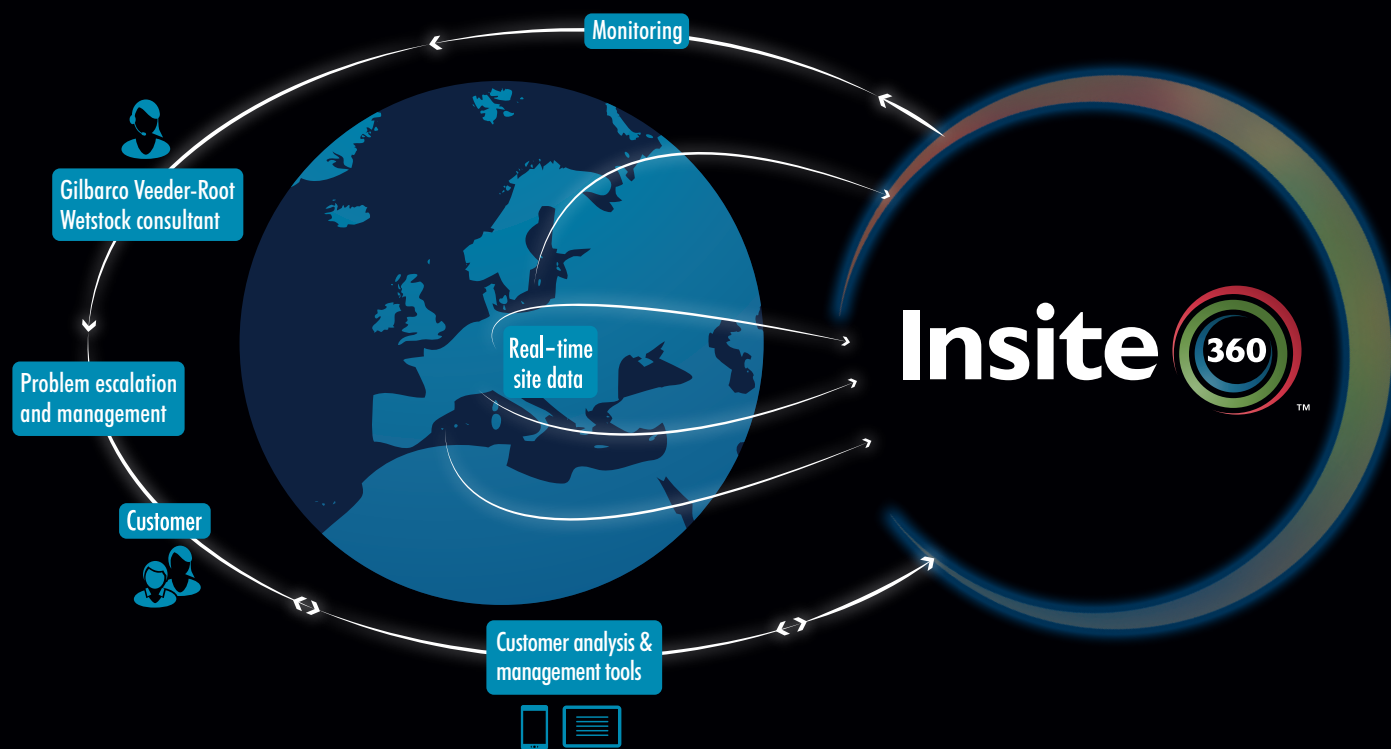 Monitoring
Gilbarco Veeder-Root
Wetstock consultant
Real-time
site data
Insite 360
TM
Problem escalation
and management
Customer
Customer analysis &
management tools